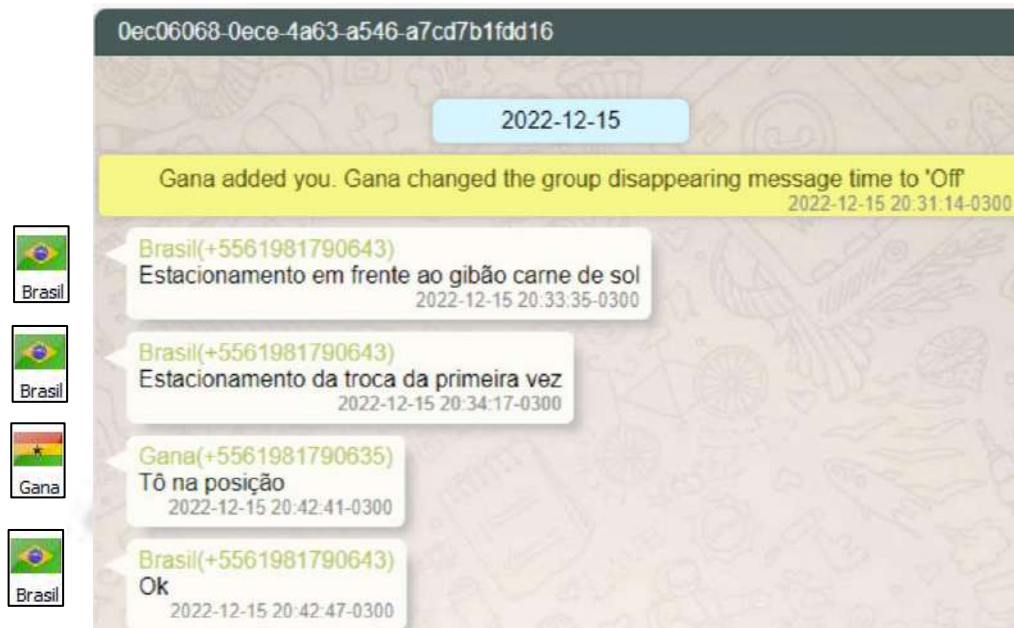 0ec06068-0ece-4a63-a546-a7cd7b1fdd16
2022-12-15
Gana added you. Gana changed the group disappearing message time to 'Off'
2022-12-15 20:31:14-0300
Brasil
Brasil(+5561981790643)
Estacionamento em frente ao gibão carne de sol
2022-12-15 20:33:35-0300
Brasil
Brasil(+5561981790643)
Estacionamento da troca da primeira vez
2022-12-15 20:34:17-0300
Gana
Gana(+5561981790635)
Tô na posição
2022-12-15 20:42:41-0300
Brasil
Brasil(+5561981790643)
Ok
2022-12-15 20:42:47-0300